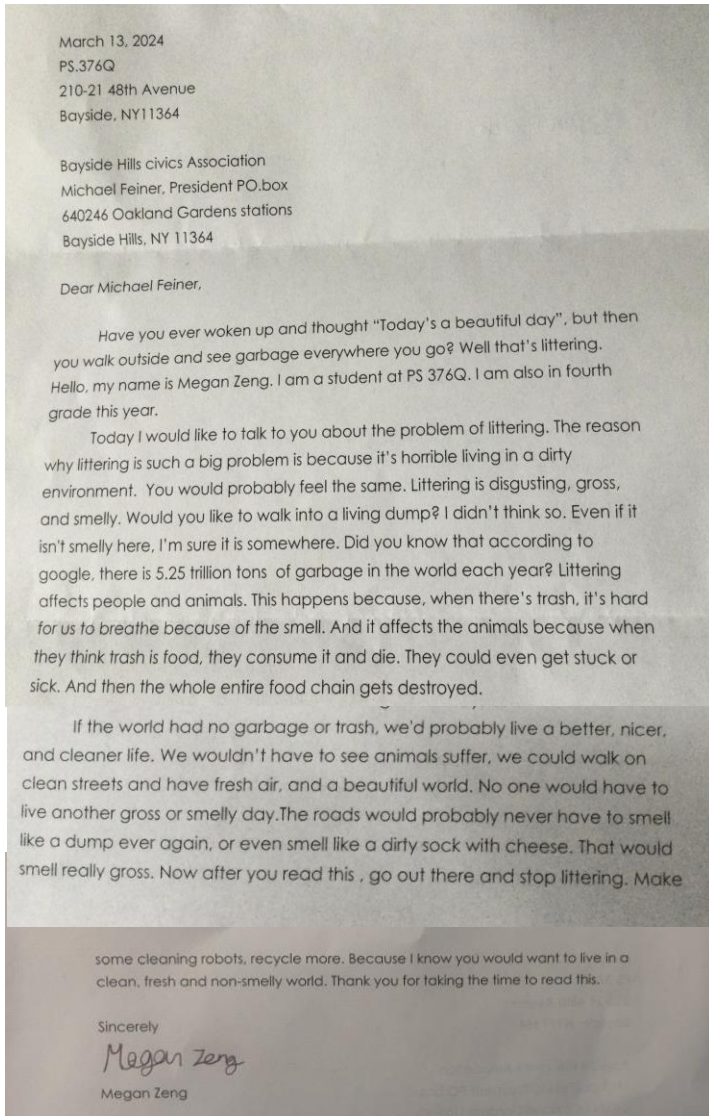 March 13, 2024
PS.376Q
210-21 48th Avenue
Bayside, NY11364
Bayside Hills civics Association
Michael Feiner, President PO.box
640246 Oakland Gardens stations
Bayside Hills, NY 11364
Dear Michael Feiner,
Have you ever woken up and thought “Today's a beautiful day”, but then
you walk outside and see garbage everywhere you go? Well that's littering.
Hello, my name is Megan Zeng. I am a student at PS 376Q. I am also in fourth
grade this year.
Today I would like to talk to you about the problem of littering. The reason
why littering is such a big problem is because it's horrible living in a dirty
environment. You would probably feel the same. Littering is disgusting, gross,
and smelly. Would you like to walk into a living dump? I didn't think so. Even if it
isn't smelly here, I'm sure it is somewhere. Did you know that according to
google, there is 5.25 trillion tons of garbage in the world each year? Littering
affects people and animals. This happens because, when there's trash, it's hard
for us to breathe because of the smell. And it affects the animals because when
they think trash is food, they consume it and die. They could even get stuck or
sick. And then the whole entire food chain gets destroyed.
If the world had no garbage or trash, we'd probably live a better, nicer,
and cleaner life. We wouldn't have to see animals suffer, we could walk on
clean streets and have fresh air, and a beautiful world. No one would have to
live another gross or smelly day.The roads would probably never have to smell
like a dump ever again, or even smell like a dirty sock with cheese. That would
smell really gross. Now after you read this , go out there and stop littering. Make
some cleaning robots, recycle more. Because I know you would want to live in a
clean, fresh and non-smelly world. Thank you for taking the time to read this.
Sincerely
Megan Zeng
Megan Zeng